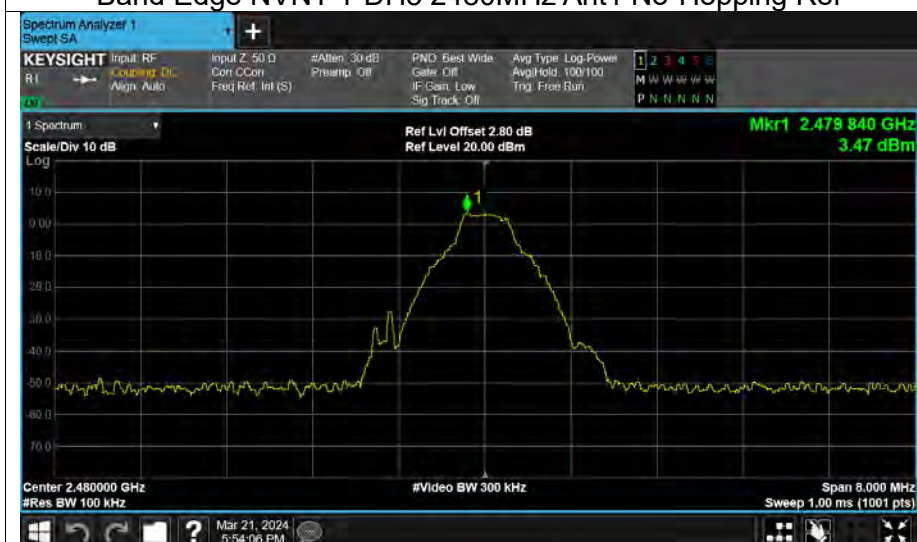 Band Edge NVNT 1-DH5 2480MHz Ant1 No-Hopping Ref
Spectrum Analyzer 1
Swept SA
+
KEYSIGHT Input: RF
Coupling: DC
Align: Auto
Input Z: 50 Ω
Corr CCorr
Freq Ref: Int (S)
#Atten: 30 dB
Preamp: Off
PNO: Best Wide
Gate: Off
IF Gain: Low
Sig Track: Off
Avg Type: Log-Power
Avg|Hold: 100/100
Trig: Free Run
1 2 3 4 5 6
M W W W W W
P N N N N N
1 Spectrum
Scale/Div 10 dB
Ref Lvl Offset 2.80 dB
Ref Level 20.00 dBm
Mkr1 2.479 840 GHz
3.47 dBm
Log
10.0
0.00
-10.0
-20.0
-30.0
-40.0
-50.0
-60.0
-70.0
1
Center 2.480000 GHz
#Res BW 100 kHz
#Video BW 300 kHz
Span 8.000 MHz
Sweep 1.00 ms (1001 pts)
?
Mar 21, 2024
5:54:06 PM